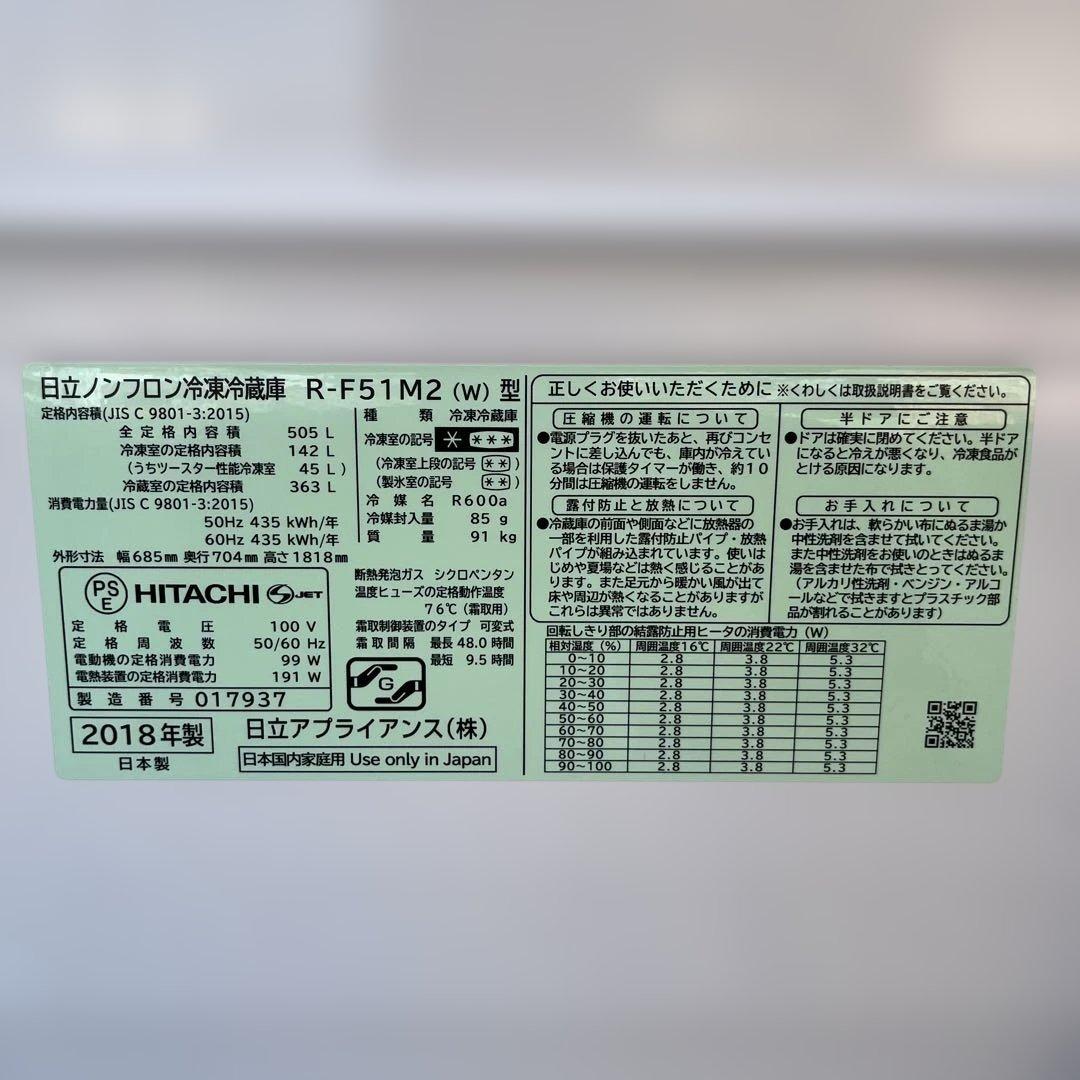 日立ノンフロン冷凍冷蔵庫 R-F51M2 (W) 型
定格内容積(JIS C 9801-3:2015)
全定格内容積 505 L
冷凍室の定格内容積 142 L
(うちツースター性能冷凍室 45 L)
冷蔵室の定格内容積 363 L
消費電力量(JIS C 9801-3:2015)
50Hz 435 kWh/年
60Hz 435 kWh/年
外形寸法 幅 685㎜ 奥行 704㎜ 高さ 1818㎜
種類 冷凍冷蔵庫
冷凍室の記号 * ***
(冷凍室上段の記号 **)
(製氷室の記号 **)
冷媒名 R600a
冷媒封入量 85 g
質量 91 kg
PS
E
HITACHI S JET
定格電圧 100 V
定格周波数 50/60 Hz
電動機の定格消費電力 99 W
電熱装置の定格消費電力 191 W
製造番号 017937
断熱発泡ガス シクロペンタン
温度ヒューズの定格動作温度
76℃(霜取用)
霜取制御装置のタイプ 可変式
霜取間隔 最長 48.0 時間
最短 9.5 時間
G
2018年製
日立アプライアンス(株)
日本製
日本国内家庭用 Use only in Japan
正しくお使いいただくために ※くわしくは取扱説明書をご覧ください。
圧縮機の運転について
●電源プラグを抜いたあと、再びコンセ
ントに差し込んでも、庫内が冷えてい
る場合は保護タイマーが働き、約10
分間は圧縮機の運転をしません。
露付防止と放熱について
●冷蔵庫の前面や側面などに放熱器の
一部を利用した露付防止パイプ・放熱
パイプが組み込まれています。使いは
じめや夏場などは熱く感じることがあ
ります。また足元から暖かい風が出て
床や周辺が熱くなることがありますが
これらは異常ではありません。
半ドアにご注意
●ドアは確実に閉めてください。半ドア
になると冷えが悪くなり、冷凍食品が
とける原因になります。
お手入れについて
●お手入れは、軟らかい布にぬるま湯か
中性洗剤を含ませて拭いてください。
また中性洗剤をお使いのときはぬるま
湯を含ませた布で拭きとってください。
(アルカリ性洗剤・ベンジン・アルコ
ールなどで拭きますとプラスチック部
品が割れることがあります)
回転しきり部の結露防止用ヒータの消費電力 (W)
相対湿度 (%) 周囲温度16℃ 周囲温度22℃ 周囲温度32℃
0~10 2.8 3.8 5.3
10~20 2.8 3.8 5.3
20~30 2.8 3.8 5.3
30~40 2.8 3.8 5.3
40~50 2.8 3.8 5.3
50~60 2.8 3.8 5.3
60~70 2.8 3.8 5.3
70~80 2.8 3.8 5.3
80~90 2.8 3.8 5.3
90~100 2.8 3.8 5.3